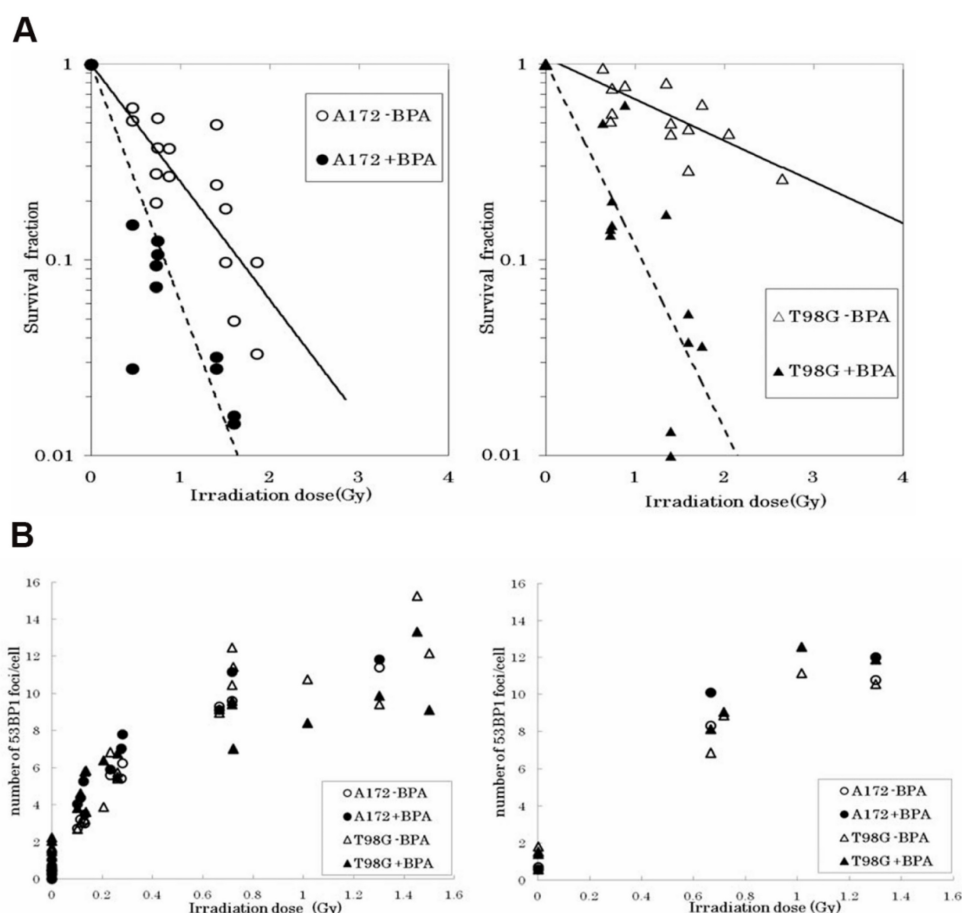 A
1
0.1
0.01
Survival fraction
0
1
2
3
4
Irradiation dose(Gy)
A172-BPA
A172+BPA
1
0.1
0.01
Survival fraction
0
1
2
3
4
Irradiation dose(Gy)
T98G-BPA
T98G+BPA
B
16
14
12
10
8
6
4
2
0
number of 53BP1 foci/cell
0
0.2
0.4
0.6
0.8
1
1.2
1.4
1.6
Irradiation dose (Gy)
A172-BPA
A172+BPA
T98G-BPA
T98G+BPA
16
14
12
10
8
6
4
2
0
number of 53BP1 foci/cell
0
0.2
0.4
0.6
0.8
1
1.2
1.4
1.6
Irradiation dose (Gy)
A172-BPA
A172+BPA
T98G-BPA
T98G+BPA